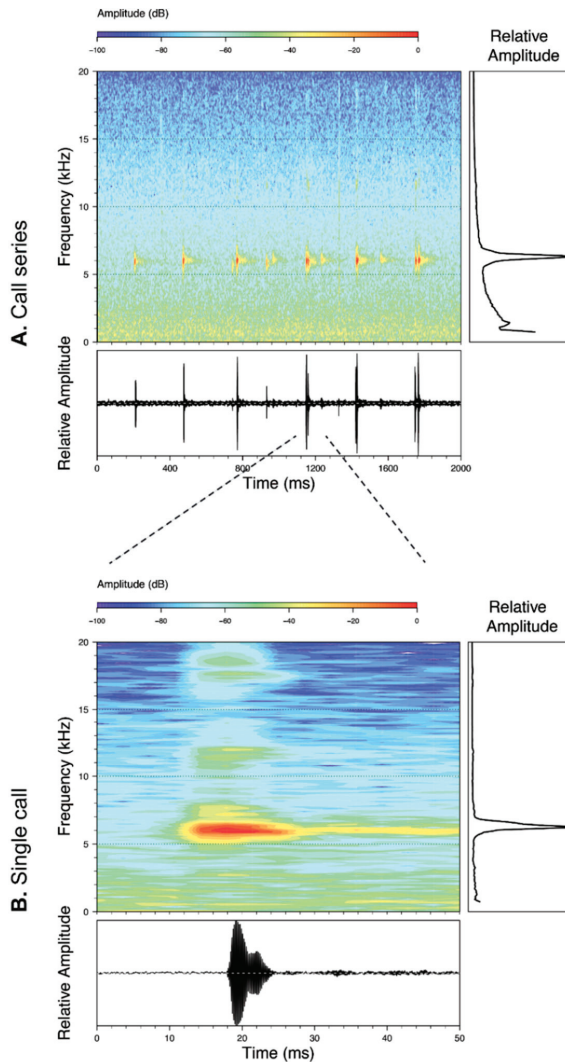 Amplitude (dB)
−100 −80 −60 −40 −20 0
Relative
Amplitude
A. Call series
Frequency (kHz)
20
15
10
5
0
Relative Amplitude
0 400 800 1200 1600 2000
Time (ms)
Amplitude (dB)
−100 −80 −60 −40 −20 0
Relative
Amplitude
B. Single call
Frequency (kHz)
20
15
10
5
0
Relative Amplitude
0 10 20 30 40 50
Time (ms)